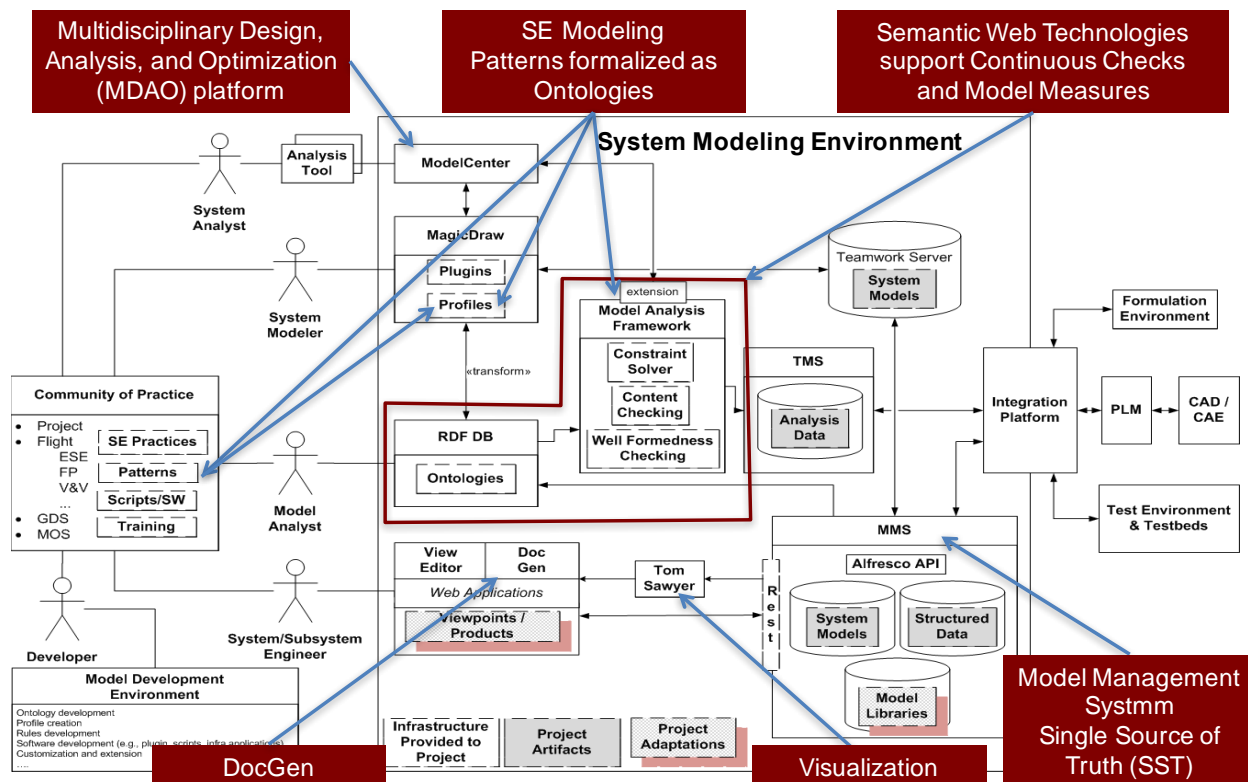 Multidisciplinary Design,
Analysis, and Optimization
(MDAO) platform
SE Modeling
Patterns formalized as
Ontologies
Semantic Web Technologies
support Continuous Checks
and Model Measures
System Modeling Environment
Analysis
Tool
ModelCenter
System
Analyst
MagicDraw
Plugins
Profiles
System
Modeler
Teamwork Server
System
Models
extension
Model Analysis
Framework
Constraint
Solver
Content
Checking
Well Formedness
Checking
«transform»
TMS
Analysis
Data
Formulation
Environment
Integration
Platform
PLM
CAD /
CAE
Test Environment
& Testbeds
Community of Practice
• Project
• Flight
ESE
FP
V&V
...
• GDS
• MOS
SE Practices
Patterns
Scripts/SW
Training
RDF DB
Ontologies
Model
Analyst
MMS
Alfresco API
Rest
System
Models
Structured
Data
Model
Libraries
View
Editor
Doc
Gen
Web Applications
Viewpoints /
Products
Tom
Sawyer
System/Subsystem
Engineer
Developer
Model Development
Environment
Ontology development
Profile creation
Rules development
Software development (e.g., plugin, scripts, infra applications)
Customization and extension
....
Infrastructure
Provided to
Project
Project
Artifacts
Project
Adaptations
DocGen
Visualization
Model Management
Systmm
Single Source of
Truth (SST)